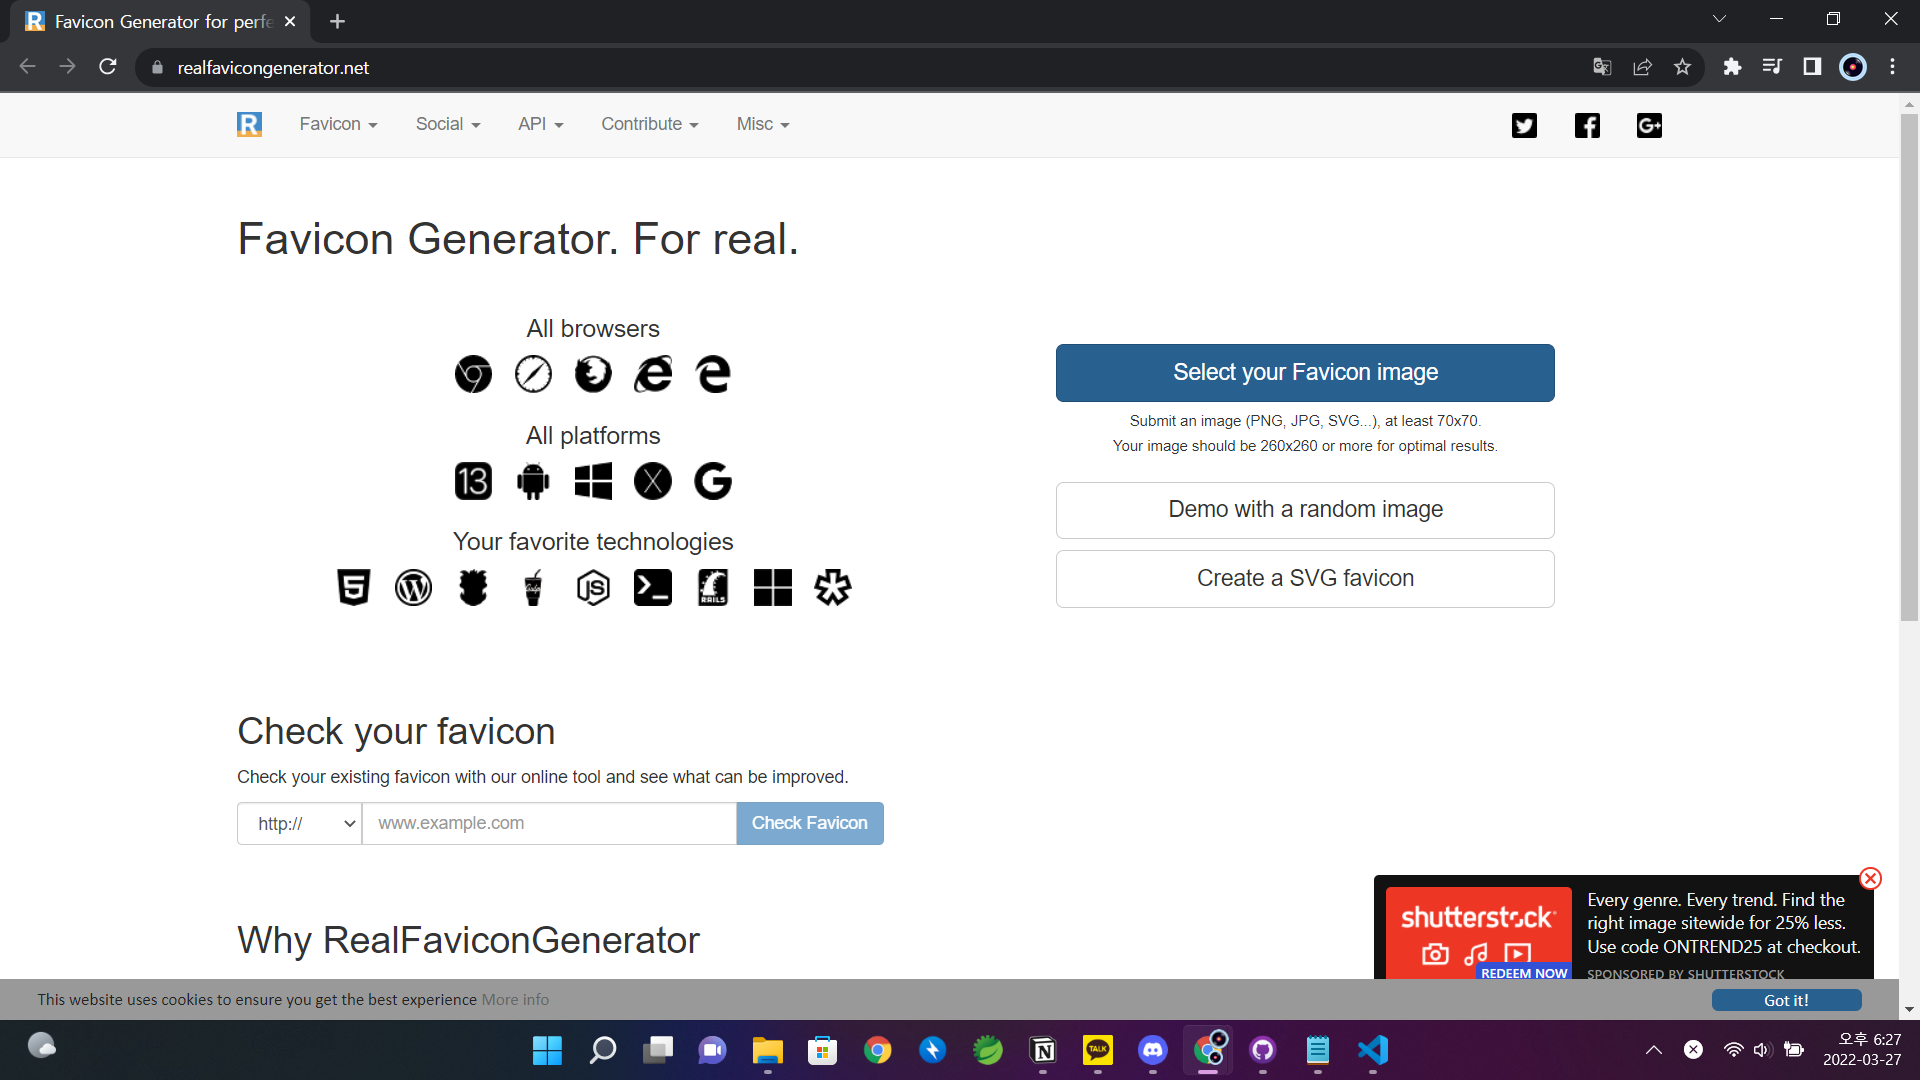 Favicon Generator for perfe
realfavicongenerator.net
R Favicon Social API Contribute Misc
Favicon Generator. For real.
All browsers
All platforms
13
Your favorite technologies
JS
RAILS
Select your Favicon image
Submit an image (PNG, JPG, SVG...), at least 70x70.
Your image should be 260x260 or more for optimal results.
Demo with a random image
Create a SVG favicon
Check your favicon
Check your existing favicon with our online tool and see what can be improved.
http:// www.example.com Check Favicon
Why RealFaviconGenerator
shutterstock
REDEEM NOW
Every genre. Every trend. Find the
right image sitewide for 25% less.
Use code ONTREND25 at checkout.
SPONSORED BY SHUTTERSTOCK
This website uses cookies to ensure you get the best experience More info
Got it!
TALK
오후 6:27
2022-03-27